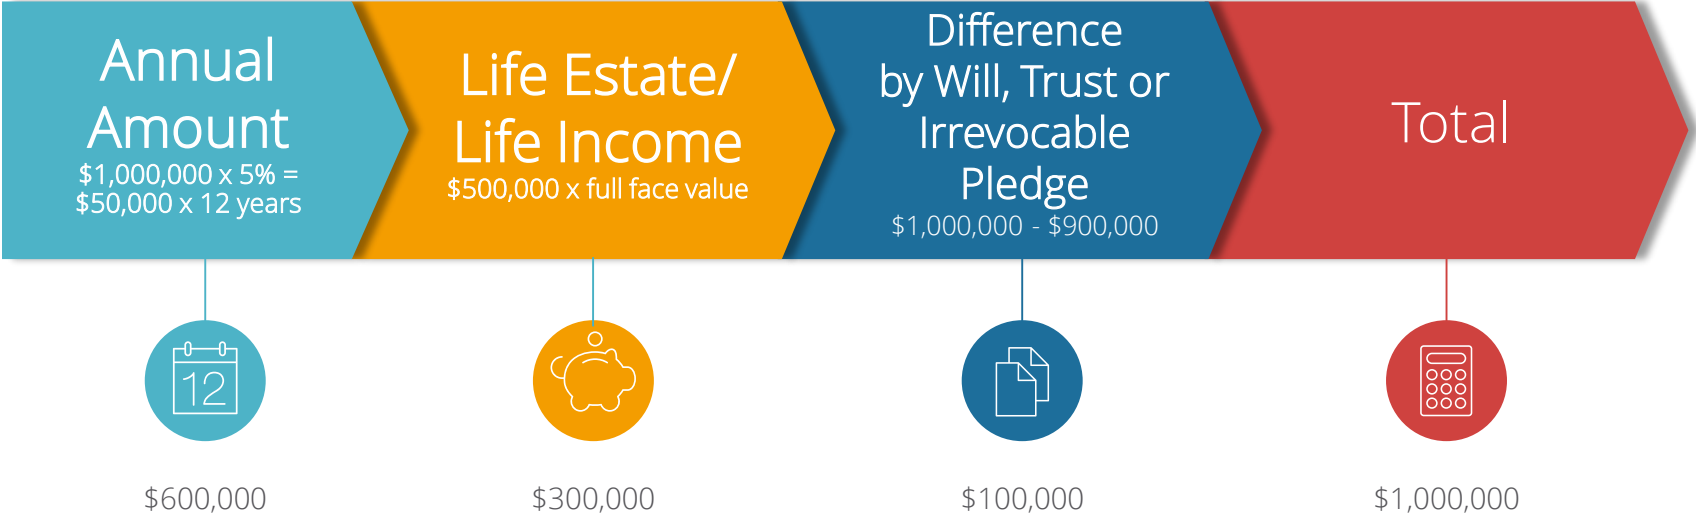 Annual
Amount
$1,000,000 x 5% =
$50,000 x 12 years
Life Estate/
Life Income
$500,000 x full face value
Difference
by Will, Trust or
Irrevocable
Pledge
$1,000,000 - $900,000
Total
12
$600,000
$300,000
$100,000
$1,000,000